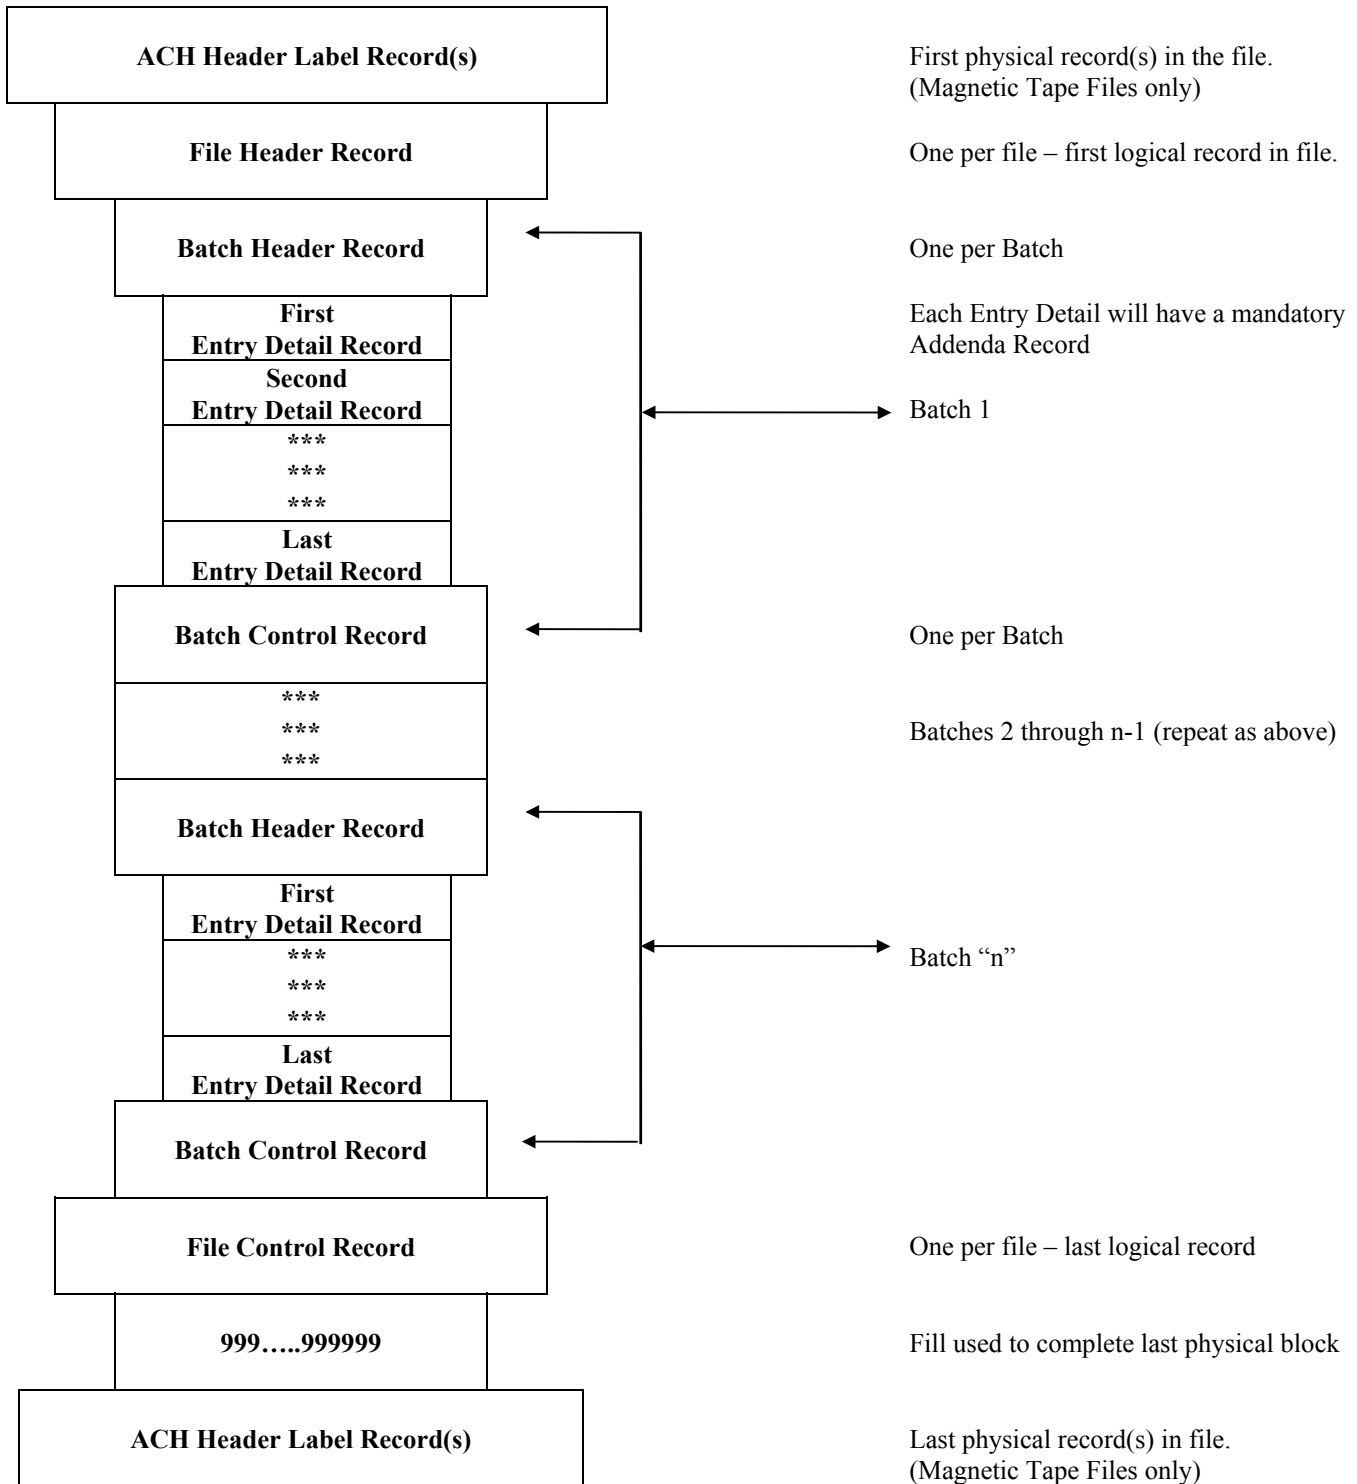 ACH Header Label Record(s)
First physical record(s) in the file.
(Magnetic Tape Files only)
File Header Record
One per file – first logical record in file.
Batch Header Record
One per Batch
First
Entry Detail Record
Each Entry Detail will have a mandatory
Addenda Record
Second
Entry Detail Record
Batch 1
***
***
***
Last
Entry Detail Record
Batch Control Record
One per Batch
***
***
***
Batches 2 through n-1 (repeat as above)
Batch Header Record
First
Entry Detail Record
***
***
***
Batch “n”
Last
Entry Detail Record
Batch Control Record
File Control Record
One per file – last logical record
999…..999999
Fill used to complete last physical block
ACH Header Label Record(s)
Last physical record(s) in file.
(Magnetic Tape Files only)